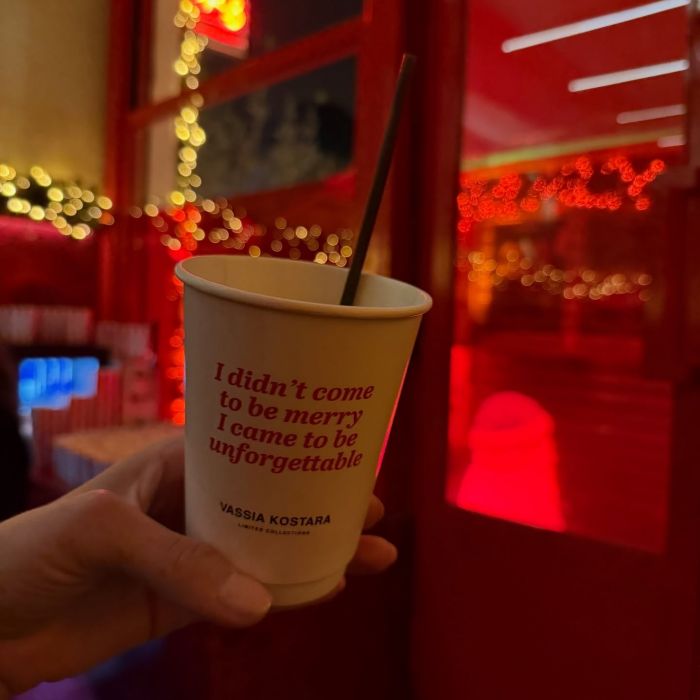 I didn't come
to be merry
I came to be
unforgettable
VASSIA KOSTARA
LIMITED COLLECTIONS